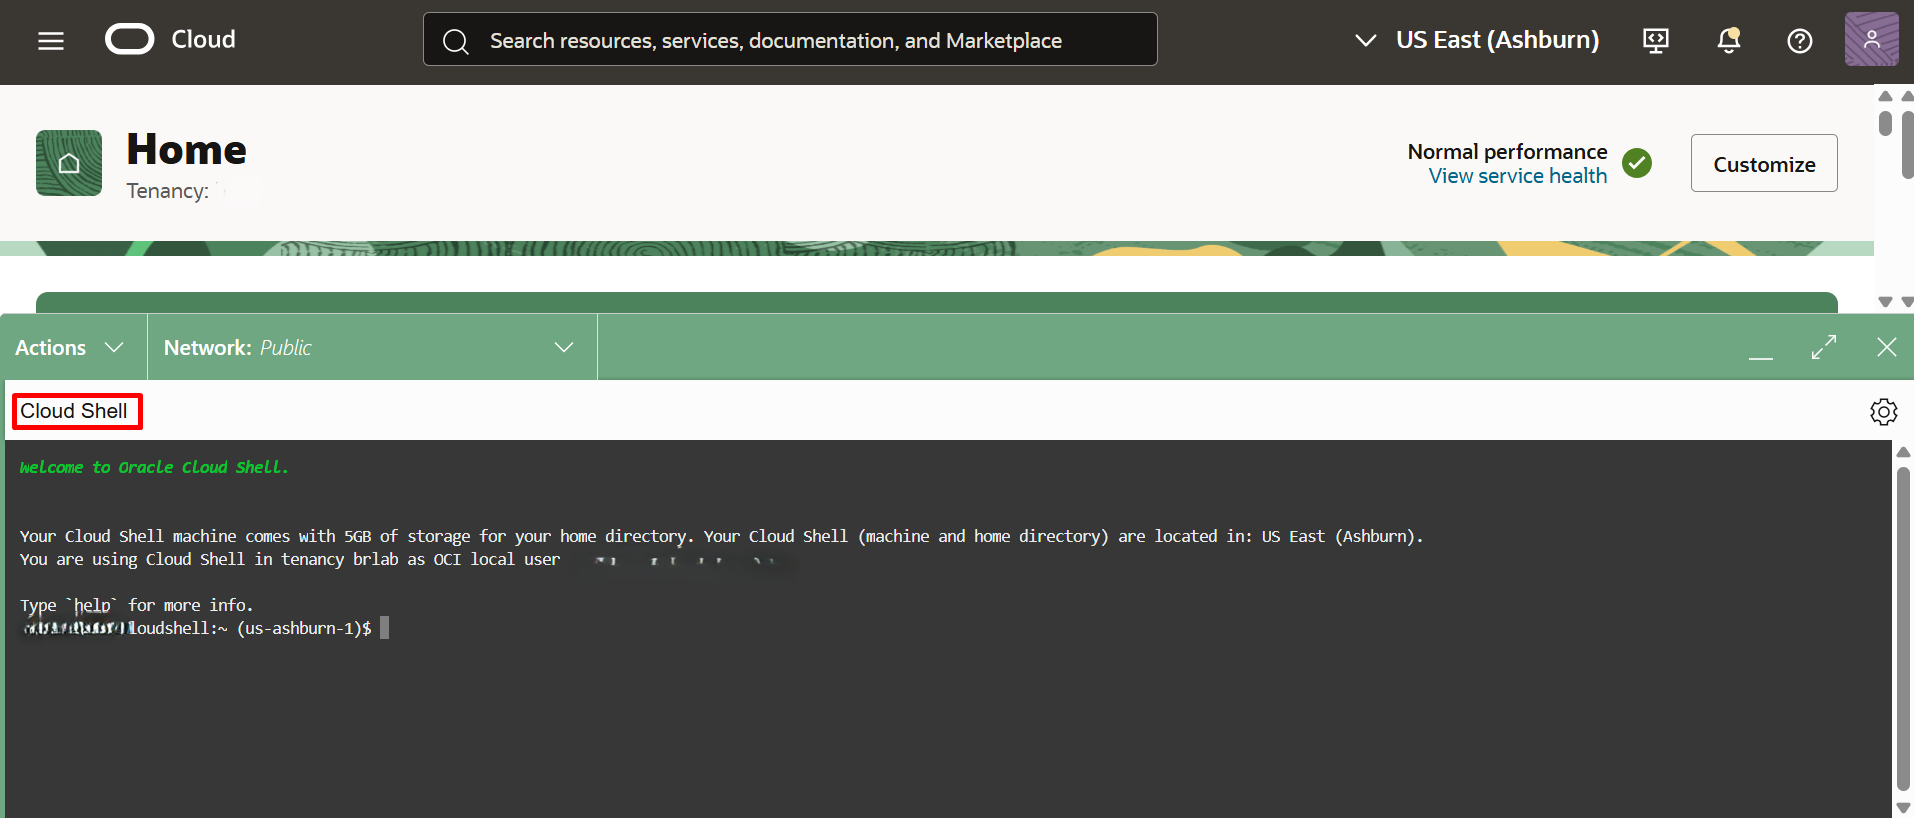 Cloud
Search resources, services, documentation, and Marketplace
US East (Ashburn)
Home
Tenancy:
Normal performance
View service health
Customize
Actions
Network: Public
Cloud Shell
Welcome to Oracle Cloud Shell.
Your Cloud Shell machine comes with 5GB of storage for your home directory. Your Cloud Shell (machine and home directory) are located in: US East (Ashburn).
You are using Cloud Shell in tenancy brlab as OCI local user
Type `help` for more info.
loudshell:~ (us-ashburn-1)$